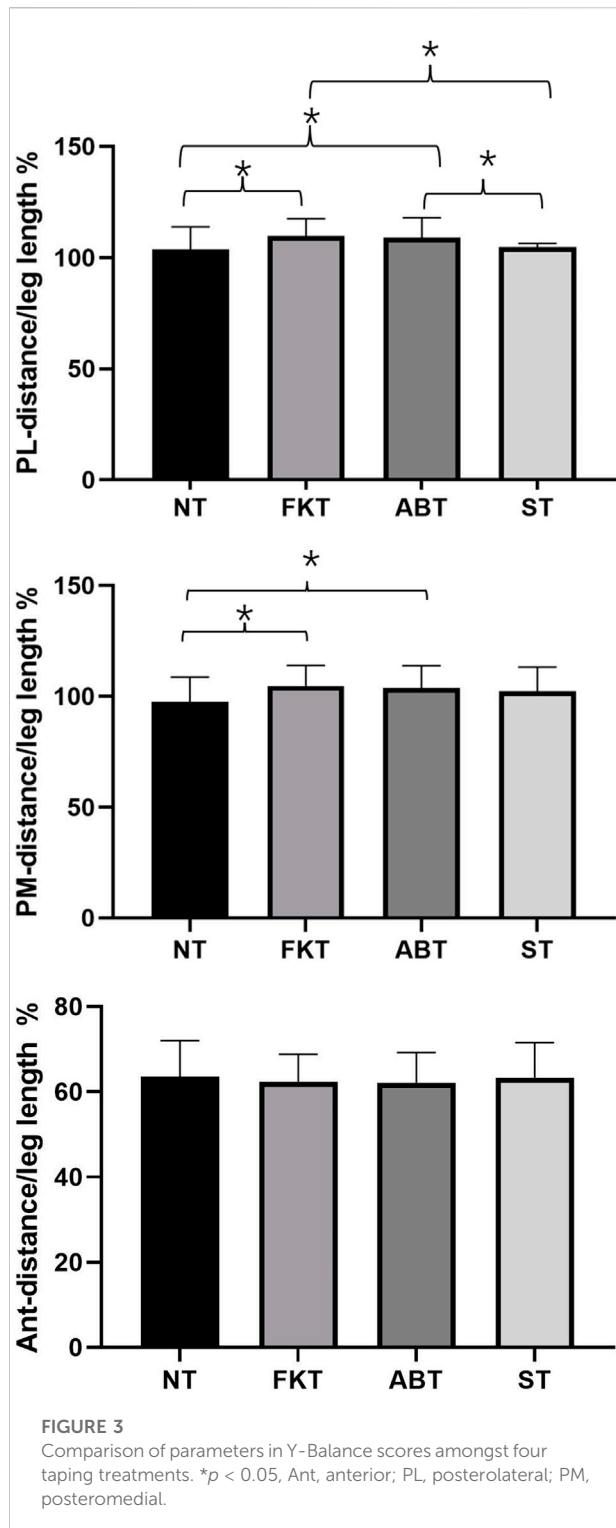 *
*
*
*
150
100
50
0
PL-distance/leg length %
NT FKT ABT ST
*
*
150
100
50
0
PM-distance/leg length %
NT FKT ABT ST
80
60
40
20
0
Ant-distance/leg length %
NT FKT ABT ST
FIGURE 3
Comparison of parameters in Y-Balance scores amongst four
taping treatments. *p < 0.05, Ant, anterior; PL, posterolateral; PM,
posteromedial.